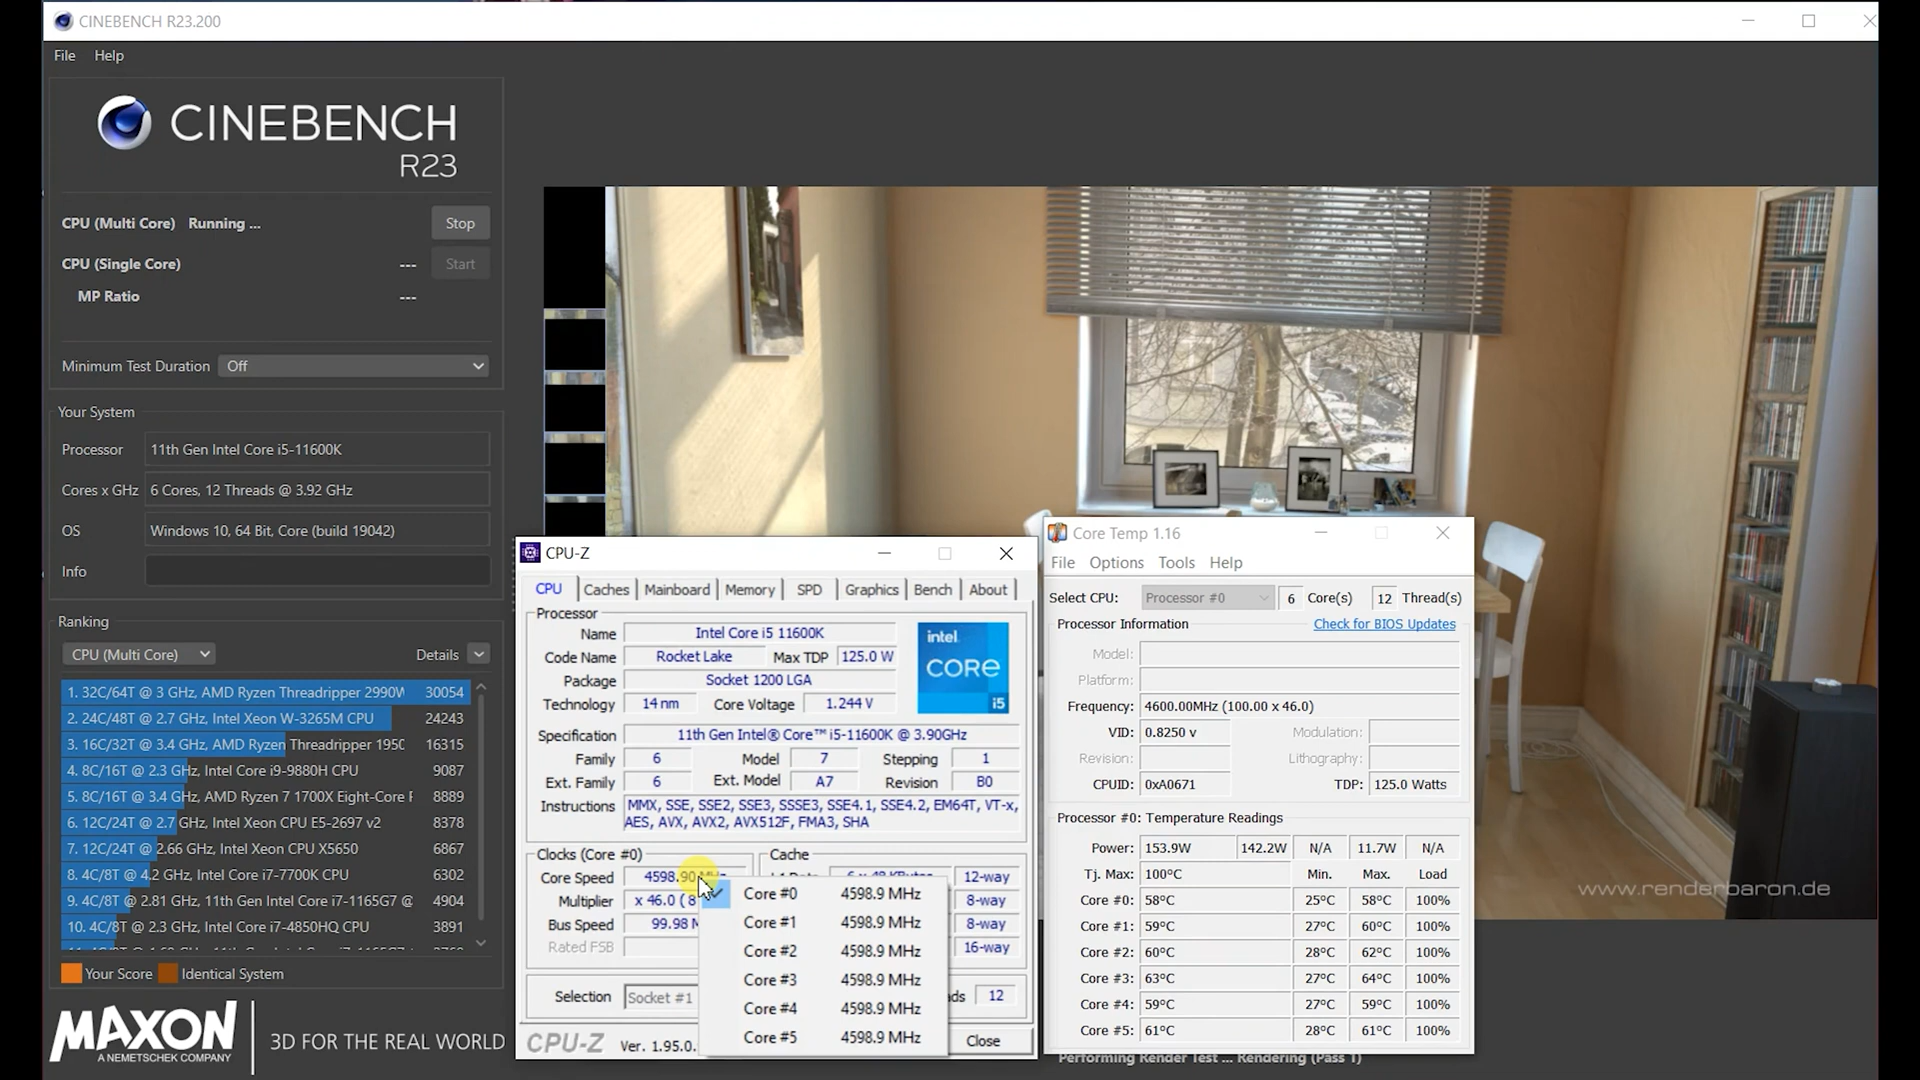 CINEBENCH R23.200
File Help
CINEBENCH
R23
CPU (Multi Core) Running ... Stop
CPU (Single Core) --- Start
MP Ratio ---
Minimum Test Duration Off
Your System
Processor 11th Gen Intel Core i5-11600K
Cores x GHz 6 Cores, 12 Threads @ 3.92 GHz
OS Windows 10, 64 Bit, Core (build 19042)
Info
Ranking
CPU (Multi Core) Details
1. 32C/64T @ 3 GHz, AMD Ryzen Threadripper 2990W 30054
2. 24C/48T @ 2.7 GHz, Intel Xeon W-3265M CPU 24243
3. 16C/32T @ 3.4 GHz, AMD Ryzen Threadripper 1950 16315
4. 8C/16T @ 2.3 GHz, Intel Core i9-9880H CPU 9087
5. 8C/16T @ 3.4 GHz, AMD Ryzen 7 1700X Eight-Core 8889
6. 12C/24T @ 2.7 GHz, Intel Xeon CPU E5-2697 v2 8378
7. 12C/24T @ 2.66 GHz, Intel Xeon CPU X5650 6867
8. 4C/8T @ 4.2 GHz, Intel Core i7-7700K CPU 6302
9. 4C/8T @ 2.81 GHz, 11th Gen Intel Core i7-1165G7 @ 4904
10. 4C/8T @ 2.6 GHz, Intel Core i7-4850HQ CPU 3891
Your Score Identical System
MAXON
A NEMETSCHEK COMPANY
3D FOR THE REAL WORLD
CPU-Z
CPU Caches Mainboard Memory SPD Graphics Bench About
Processor
Name Intel Core i5 11600K
Code Name Rocket Lake Max TDP 125.0 W
Package Socket 1200 LGA
Technology 14 nm Core Voltage 1.244 V
intel
CORE
i5
Specification 11th Gen Intel® Core™ i5-11600K @ 3.90GHz
Family 6 Model 7 Stepping 1
Ext. Family 6 Ext. Model A7 Revision B0
Instructions MMX, SSE, SSE2, SSE3, SSSE3, SSE4.1, SSE4.2, EM64T, VT-x,
AES, AVX, AVX2, AVX512F, FMA3, SHA
Clocks (Core #0) Cache
Core Speed 4598.90 12-way
Multiplier x 46.0 ( 8 8-way
Bus Speed 99.98 8-way
Rated FSB 16-way
Core #0 4598.9 MHz
Core #1 4598.9 MHz
Core #2 4598.9 MHz
Core #3 4598.9 MHz
Core #4 4598.9 MHz
Core #5 4598.9 MHz
Selection Socket #1 12
CPU-Z Ver. 1.95.0. Close
Core Temp 1.16
File Options Tools Help
Select CPU: Processor #0 6 Core(s) 12 Thread(s)
Processor Information Check for BIOS Updates
Model:
Platform:
Frequency: 4600.00MHz (100.00 x 46.0)
VID: 0.8250 v Modulation:
Revision: Lithography:
CPUID: 0xA0671 TDP: 125.0 Watts
Processor #0: Temperature Readings
Power: 153.9W 142.2W N/A 11.7W N/A
Tj. Max: 100°C Min. Max. Load
Core #0: 58°C 25°C 58°C 100%
Core #1: 59°C 27°C 60°C 100%
Core #2: 60°C 28°C 62°C 100%
Core #3: 63°C 27°C 64°C 100%
Core #4: 59°C 27°C 59°C 100%
Core #5: 61°C 28°C 61°C 100%
www.renderbaron.de
Performing Render Test ... Rendering (Pass 1)